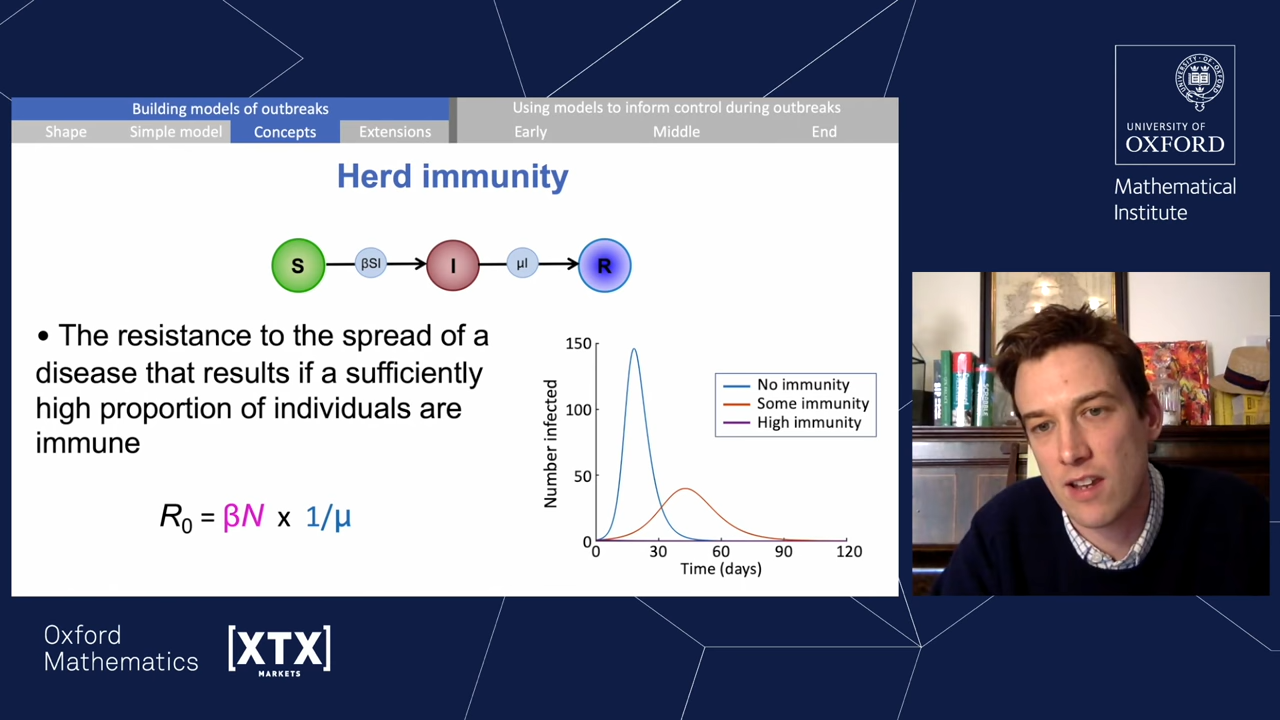 Building models of outbreaks
Using models to inform control during outbreaks
Shape
Simple model
Concepts
Extensions
Early
Middle
End
Herd immunity
S
βSI
I
μI
R
• The resistance to the spread of a
disease that results if a sufficiently
high proportion of individuals are
immune
R0 = βN x 1/μ
Number infected
150
100
50
0
0
30
60
90
120
Time (days)
No immunity
Some immunity
High immunity
UNIVERSITY OF
OXFORD
Mathematical
Institute
Oxford
Mathematics
[XTX]
MARKETS